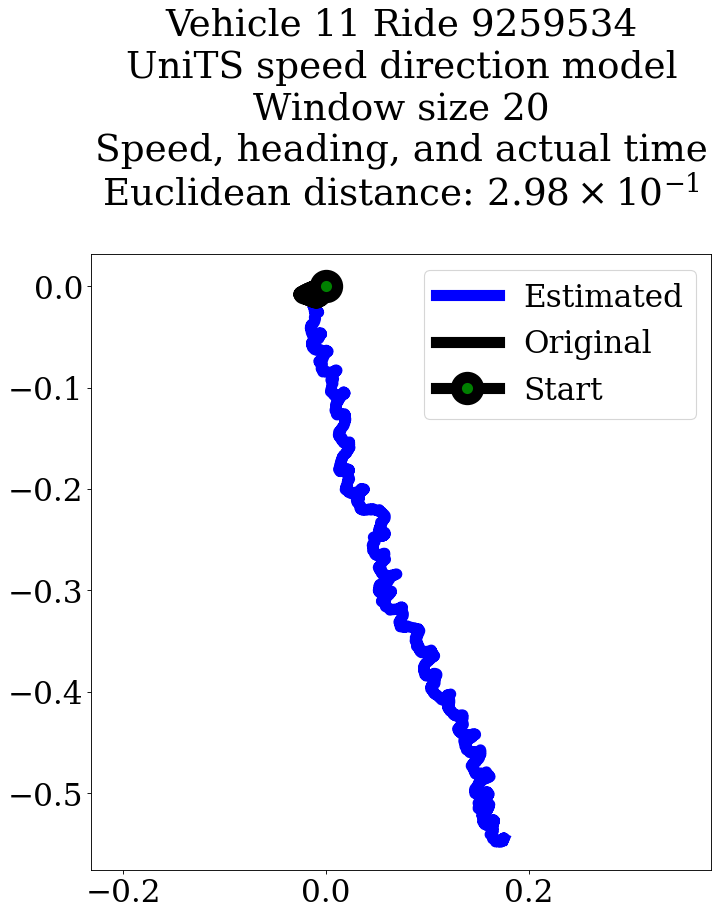 Vehicle 11 Ride 9259534
UniTS speed direction model
Window size 20
Speed, heading, and actual time
Euclidean distance: 2.98 × 10⁻¹
Estimated
Original
Start
0.0
−0.1
−0.2
−0.3
−0.4
−0.5
−0.2 0.0 0.2